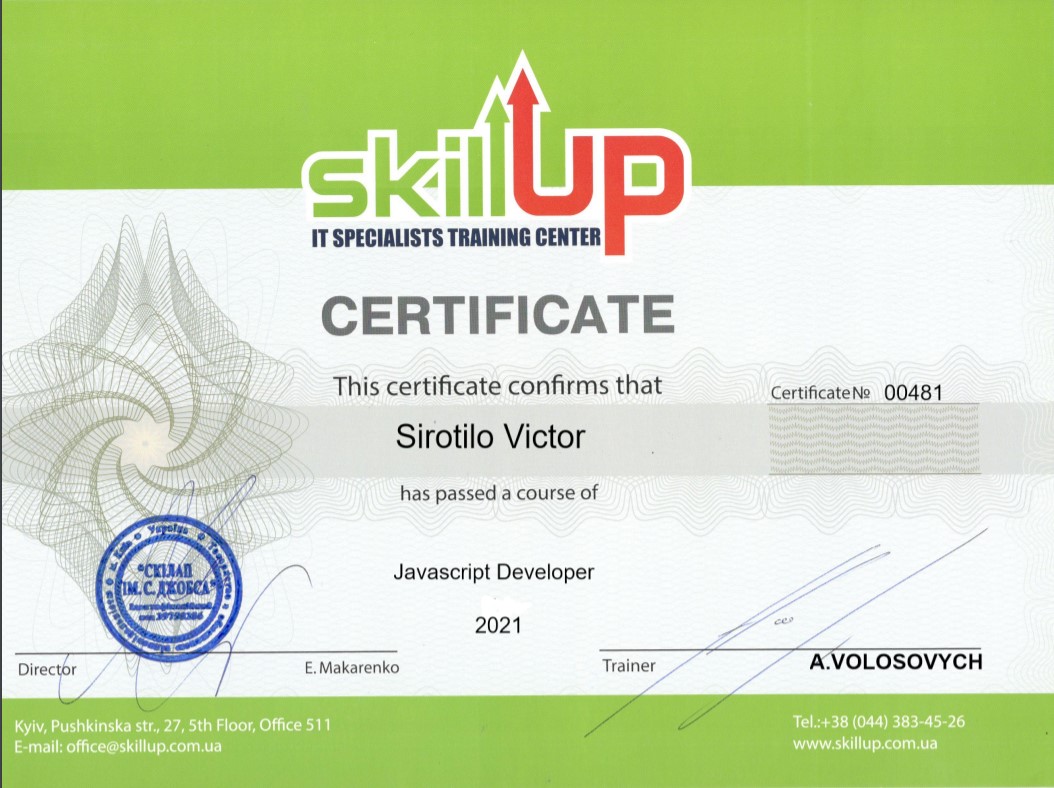 skillup
IT SPECIALISTS TRAINING CENTER
CERTIFICATE
This certificate confirms that
Certificate№ 00481
Sirotilo Victor
has passed a course of
Javascript Developer
2021
м. Київ Україна
"СКІЛАП
ІМ. С. ДЖОБСА"
Director
E. Makarenko
Trainer
A.VOLOSOVYCH
Kyiv, Pushkinska str., 27, 5th Floor, Office 511
E-mail: office@skillup.com.ua
Tel.:+38 (044) 383-45-26
www.skillup.com.ua